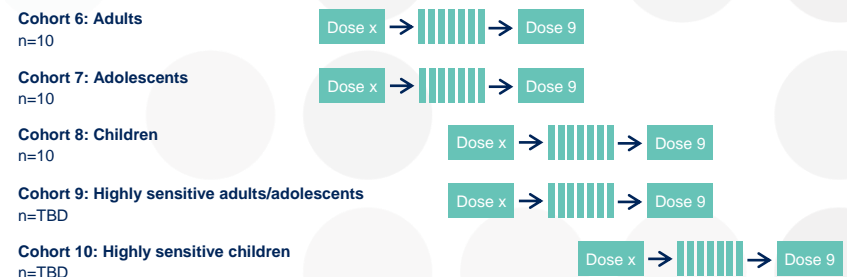 Cohort 6: Adults
n=10
Dose x
Dose 9
Cohort 7: Adolescents
n=10
Dose x
Dose 9
Cohort 8: Children
n=10
Dose x
Dose 9
Cohort 9: Highly sensitive adults/adolescents
n=TBD
Dose x
Dose 9
Cohort 10: Highly sensitive children
n=TBD
Dose x
Dose 9